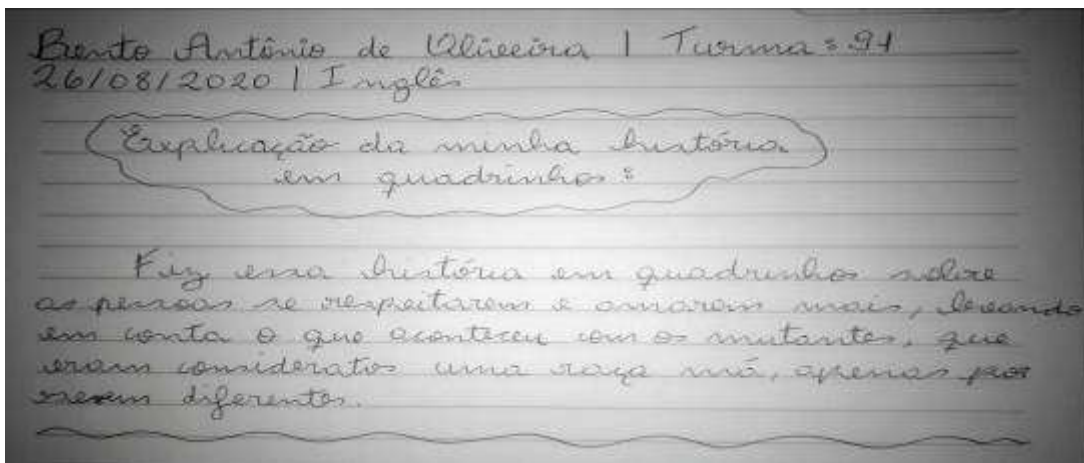 Bento Antônio de Oliveira | Turma: 91
26/08/2020 | Inglês
Explicação da minha história
em quadrinhos:
Fiz essa história em quadrinhos sobre
as pessoas se respeitarem e amarem mais, levando
em conta o que aconteceu com os mutantes, que
eram consideratos uma raça má, apenas por
serem diferentes.